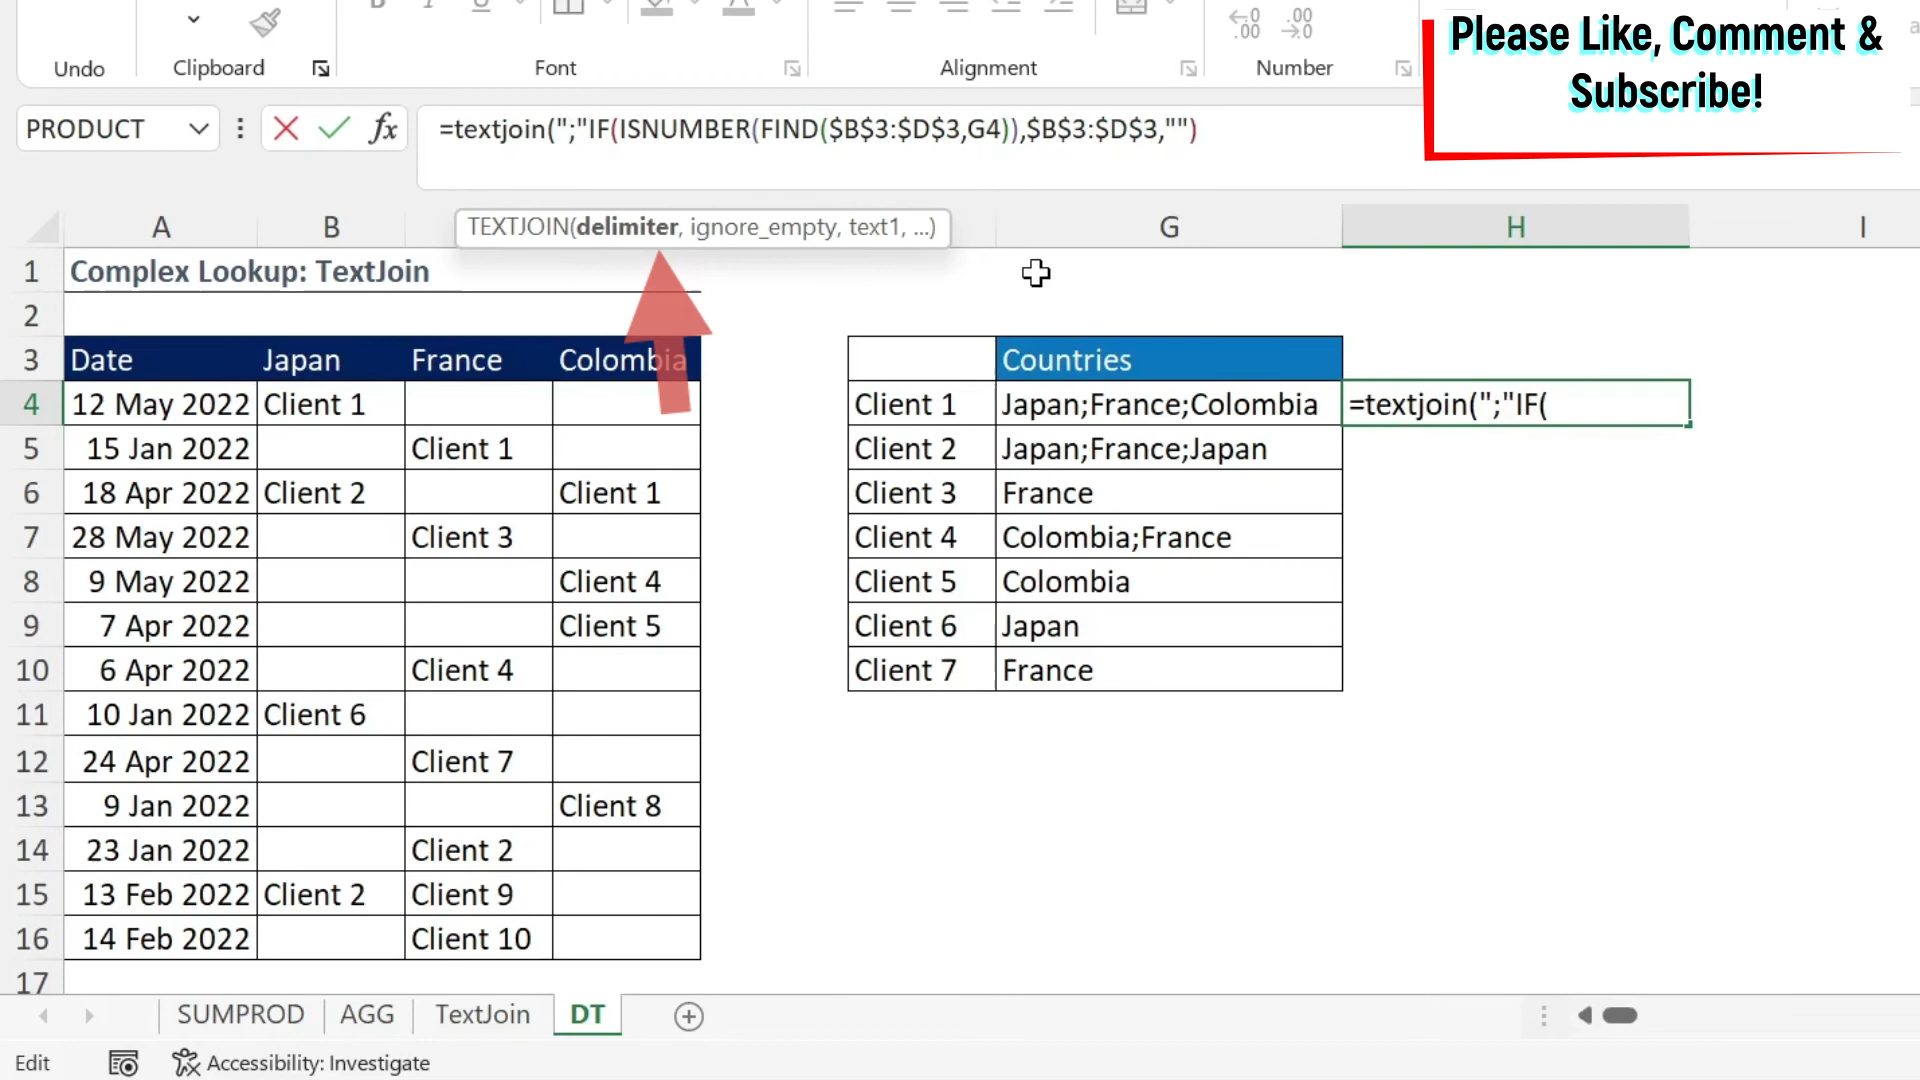 Please Like, Comment &
Subscribe!
Undo
Clipboard
Font
Alignment
Number
PRODUCT
fx
=textjoin(";"IF(ISNUMBER(FIND($B$3:$D$3,G4)),$B$3:$D$3,"")
TEXTJOIN(delimiter, ignore_empty, text1, ...)
A B G H I
1 Complex Lookup: TextJoin
2
3 Date Japan France Colombia Countries
4 12 May 2022 Client 1 Client 1 Japan;France;Colombia =textjoin(";"IF(
5 15 Jan 2022 Client 1 Client 2 Japan;France;Japan
6 18 Apr 2022 Client 2 Client 1 Client 3 France
7 28 May 2022 Client 3 Client 4 Colombia;France
8 9 May 2022 Client 4 Client 5 Colombia
9 7 Apr 2022 Client 5 Client 6 Japan
10 6 Apr 2022 Client 4 Client 7 France
11 10 Jan 2022 Client 6
12 24 Apr 2022 Client 7
13 9 Jan 2022 Client 8
14 23 Jan 2022 Client 2
15 13 Feb 2022 Client 2 Client 9
16 14 Feb 2022 Client 10
17
SUMPROD AGG TextJoin DT
Edit Accessibility: Investigate